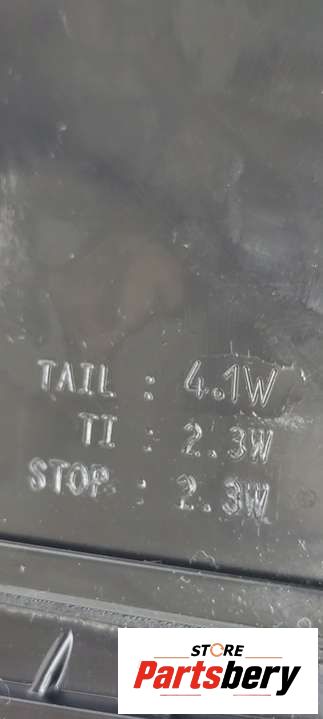 TAIL : 4.1W
TI : 2.3W
STOP : 2.3W
STORE
Partsbery